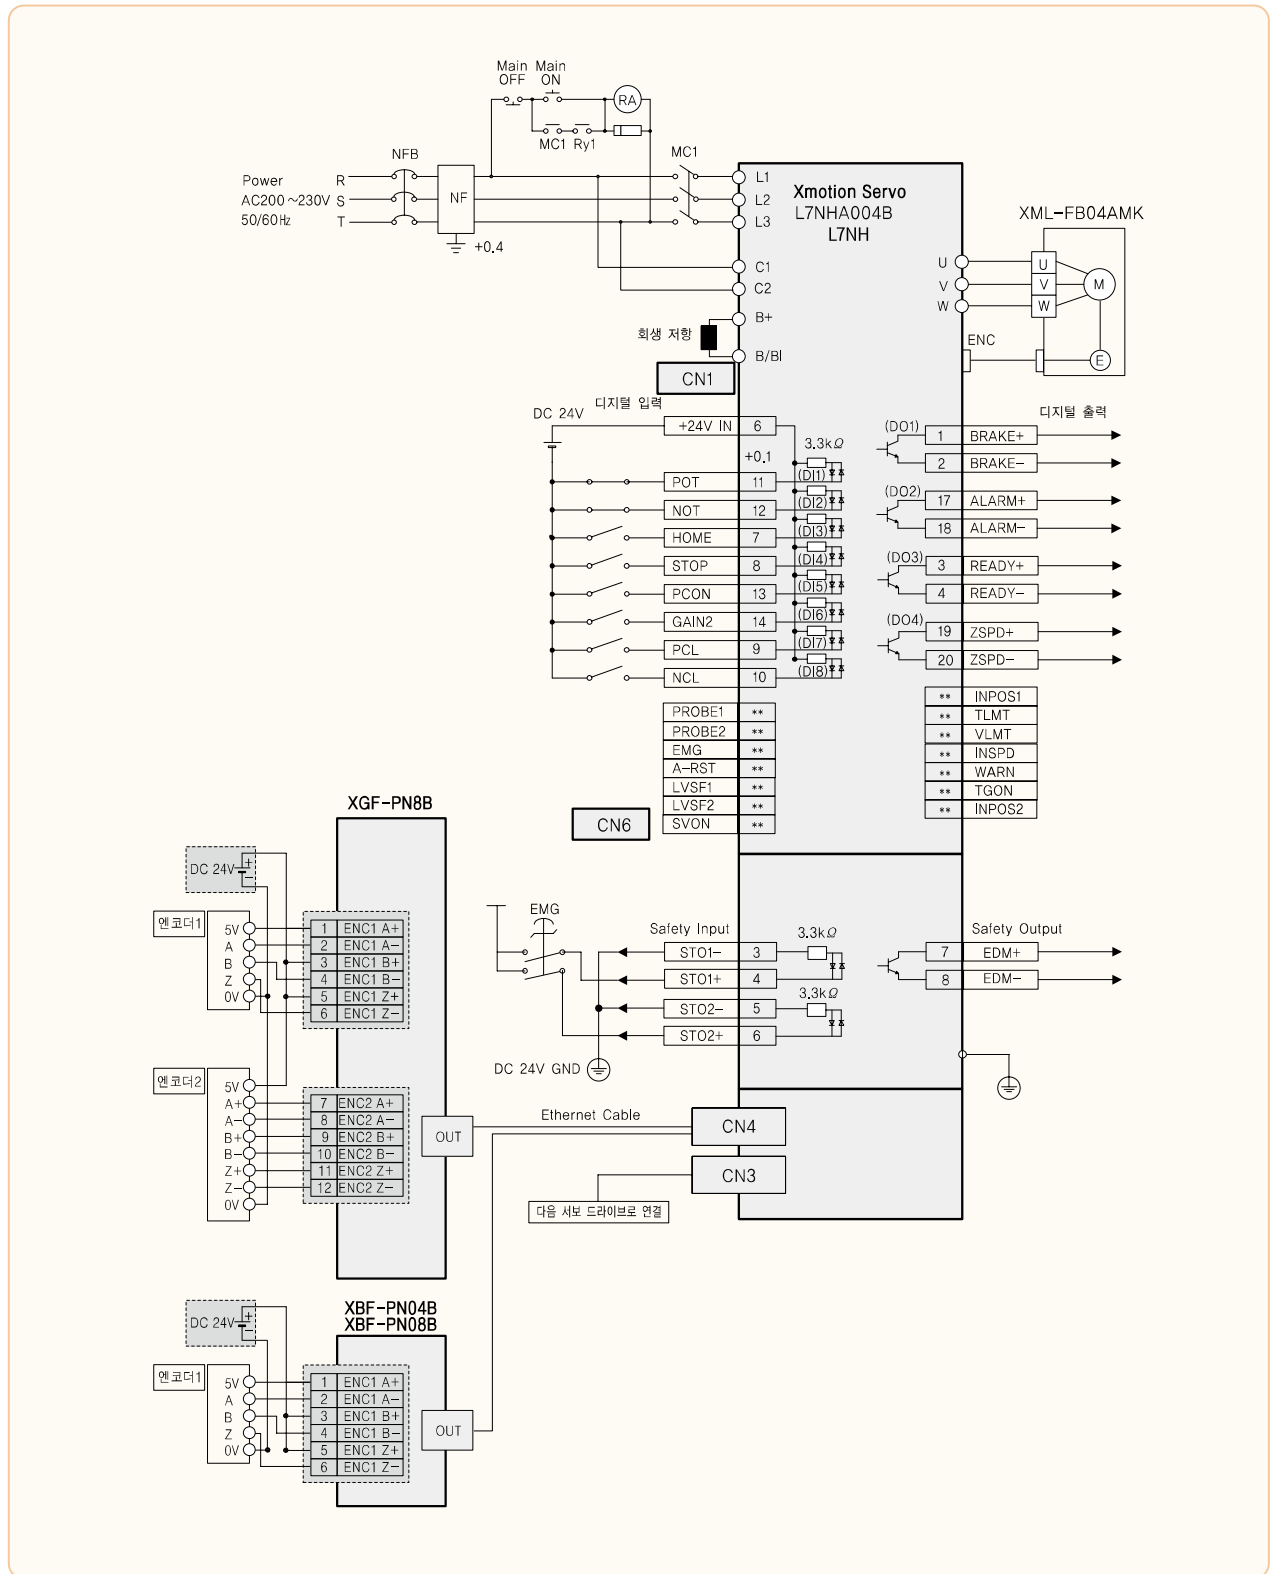 Main Main
OFF ON
RA
MC1 Ry1
NFB
MC1
Power R
AC200~230V S
50/60Hz T
NF
+0.4
L1
L2
L3
C1
C2
B+
B/BI
회생 저항
Xmotion Servo
L7NHA004B
L7NH
XML-FB04AMK
U
V
W
U
V
W
M
ENC
E
CN1
디지털 입력
DC 24V
+24V IN 6
3.3kΩ
+0.1
POT 11 (DI1)
NOT 12 (DI2)
HOME 7 (DI3)
STOP 8 (DI4)
PCON 13 (DI5)
GAIN2 14 (DI6)
PCL 9 (DI7)
NCL 10 (DI8)
디지털 출력
(DO1) 1 BRAKE+
2 BRAKE-
(DO2) 17 ALARM+
18 ALARM-
(DO3) 3 READY+
4 READY-
(DO4) 19 ZSPD+
20 ZSPD-
PROBE1 **
PROBE2 **
EMG **
A-RST **
LVSF1 **
LVSF2 **
SVON **
** INPOS1
** TLMT
** VLMT
** INSPD
** WARN
** TGON
** INPOS2
CN6
EMG
Safety Input
3.3kΩ
STO1- 3
STO1+ 4
3.3kΩ
STO2- 5
STO2+ 6
DC 24V GND
Safety Output
7 EDM+
8 EDM-
XGF-PN8B
DC 24V + -
엔코더1
5V 1 ENC1 A+
A 2 ENC1 A-
B 3 ENC1 B+
Z 4 ENC1 B-
0V 5 ENC1 Z+
6 ENC1 Z-
엔코더2
5V
A+ 7 ENC2 A+
A- 8 ENC2 A-
B+ 9 ENC2 B+
B- 10 ENC2 B-
Z+ 11 ENC2 Z+
Z- 12 ENC2 Z-
0V
OUT
Ethernet Cable
CN4
CN3
다음 서보 드라이브로 연결
XBF-PN04B
XBF-PN08B
DC 24V + -
엔코더1
5V 1 ENC1 A+
A 2 ENC1 A-
B 3 ENC1 B+
Z 4 ENC1 B-
0V 5 ENC1 Z+
6 ENC1 Z-
OUT